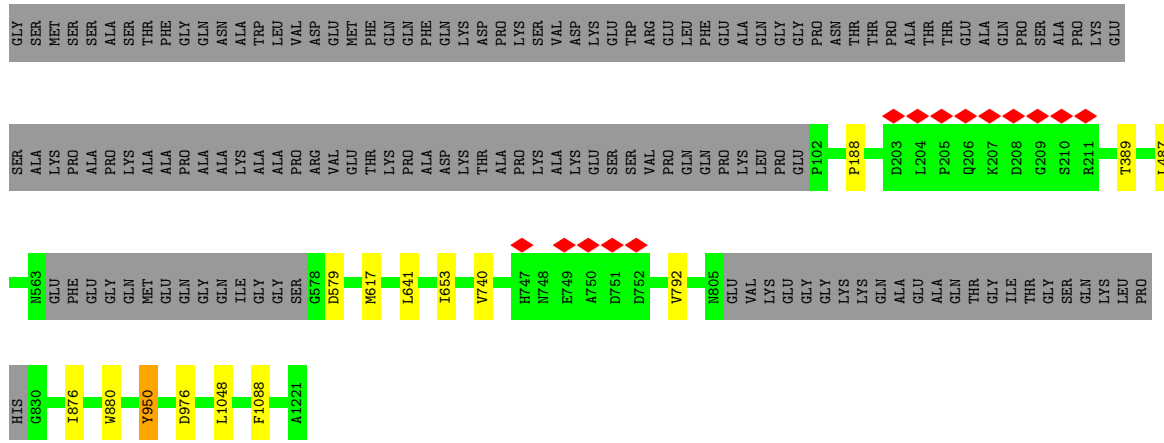 GLY SER MET SER SER ALA SER THR PHE GLY GLN ASN ALA TRP LEU VAL ASP GLU MET PHE GLN GLN PHE GLN LYS ASP PRO LYS SER VAL ASP LYS GLU TRP ARG GLU LEU PHE GLU ALA GLN GLY GLY PRO ASN THR THR PRO ALA THR THR GLU ALA GLN PRO SER ALA PRO LYS GLU
SER ALA LYS PRO ALA PRO LYS ALA ALA PRO ALA ALA LYS ALA ALA PRO ARG VAL GLU THR LYS PRO ALA ASP LYS THR ALA PRO LYS ALA LYS GLU SER SER VAL PRO GLN GLN PRO LYS LEU PRO GLU P102 P188 D203 L204 P205 Q206 K207 D208 G209 S210 R211 T389 L487
N563 GLU PHE GLU GLY GLN MET GLU GLN GLY GLN ILE GLY GLY SER G578 D579 M617 L641 I653 V740 H747 N748 E749 A750 D751 D752 V792 N805 GLU VAL LYS GLU GLY GLY LYS LYS GLN ALA GLU ALA GLN THR GLY ILE THR GLY SER GLN LYS LEU PRO
HIS G830 I876 W880 Y950 D976 L1048 F1088 A1221